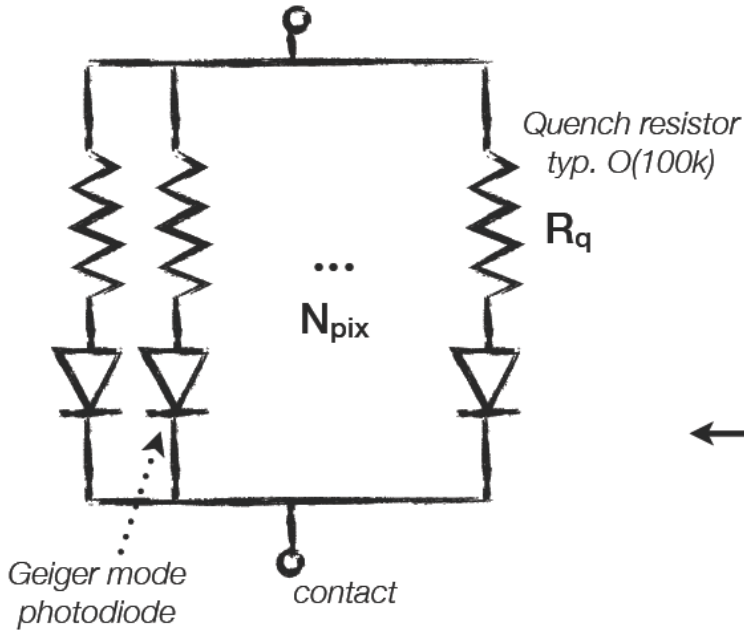 Quench resistor
typ. O(100k)
Rq
...
Npix
Geiger mode
photodiode
contact